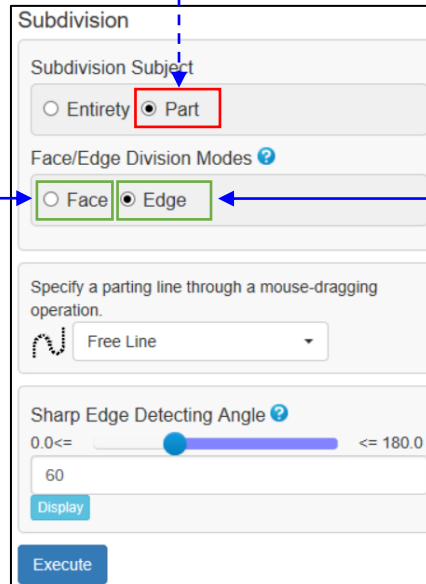 Subdivision
Subdivision Subject
Entirety Part
Face/Edge Division Modes ?
Face Edge
Specify a parting line through a mouse-dragging
operation.
Free Line
Sharp Edge Detecting Angle ?
0.0<= <= 180.0
60
Display
Execute